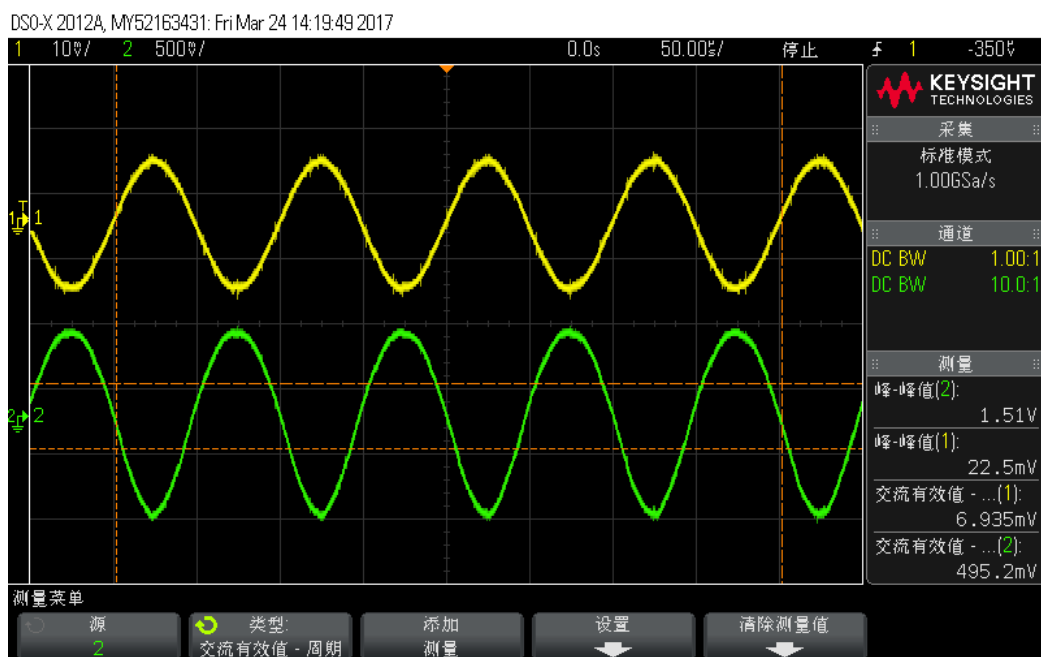 DSO-X 2012A, MY52163431: Fri Mar 24 14:19:49 2017
1 10mV/ 2 500mV/ 0.0s 50.00us/ 停止 1 -350uV
KEYSIGHT
TECHNOLOGIES
采集
标准模式
1.00GSa/s
1
通道
DC BW 1.00:1
DC BW 10.0:1
测量
峰-峰值(2):
1.51V
2
峰-峰值(1):
22.5mV
交流有效值 - ...(1):
6.935mV
交流有效值 - ...(2):
495.2mV
测量菜单
源
2
类型:
交流有效值 - 周期
添加
测量
设置
清除测量值